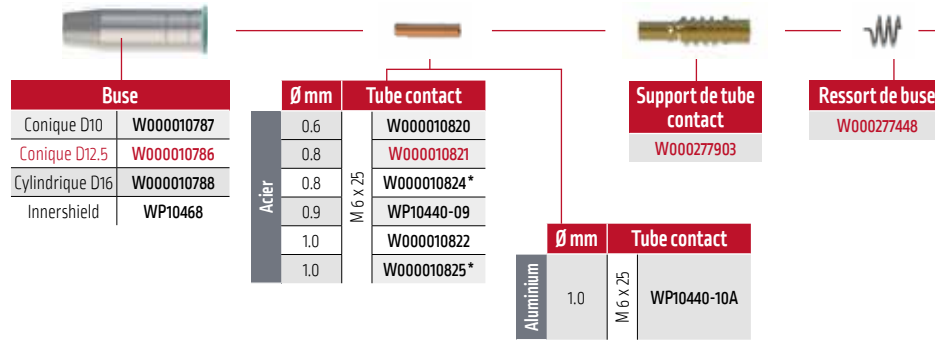 Buse
Conique D10 W000010787
Conique D12.5 W000010786
Cylindrique D16 W000010788
Innershield WP10468
Ø mm Tube contact
Acier
M 6 x 25
0.6 W000010820
0.8 W000010821
0.8 W000010824*
0.9 WP10440-09
1.0 W000010822
1.0 W000010825*
Ø mm Tube contact
Aluminium
1.0 M 6 x 25 WP10440-10A
Support de tube
contact
W000277903
Ressort de buse
W000277448